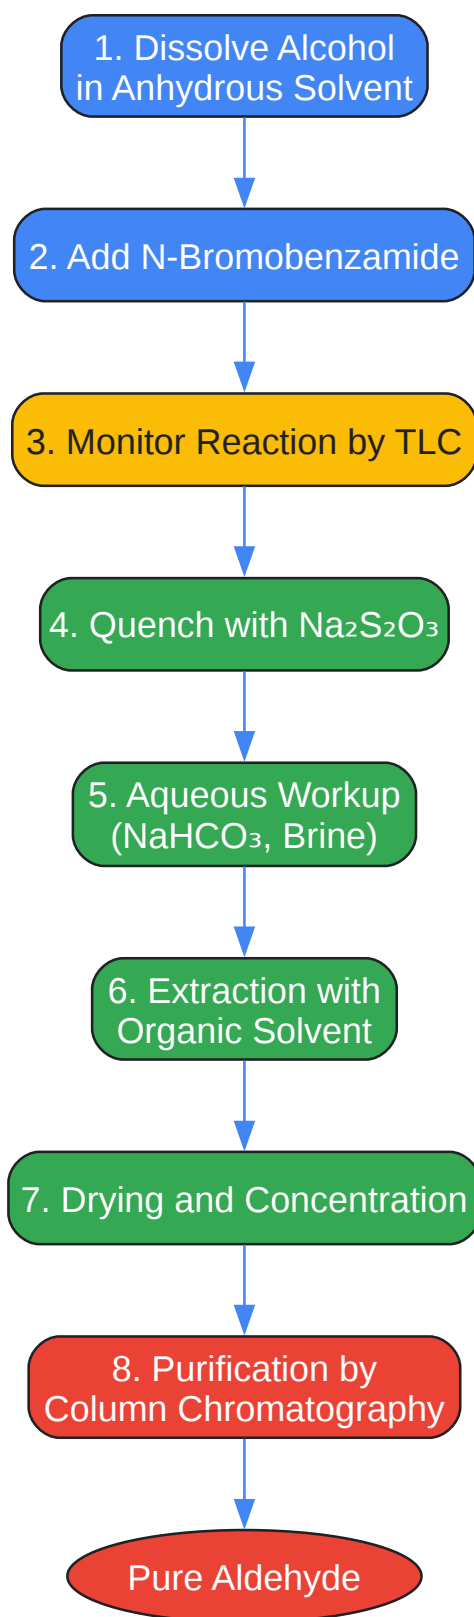 1. Dissolve Alcohol
in Anhydrous Solvent
2. Add N-Bromobenzamide
3. Monitor Reaction by TLC
4. Quench with Na₂S₂O₃
5. Aqueous Workup
(NaHCO₃, Brine)
6. Extraction with
Organic Solvent
7. Drying and Concentration
8. Purification by
Column Chromatography
Pure Aldehyde